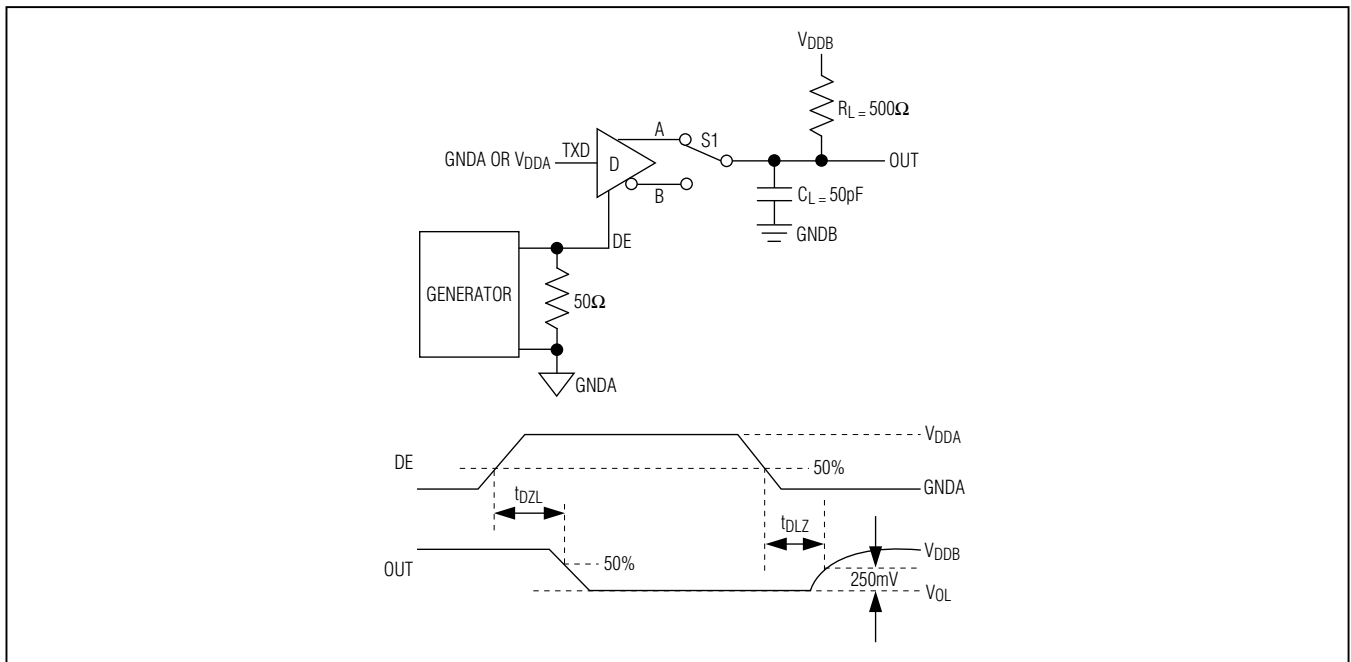 VDDB
RL = 500Ω
A
S1
GNDA OR VDDA
TXD
D
OUT
B
CL = 50pF
GNDB
DE
GENERATOR
50Ω
GNDA
VDDA
DE
50%
GNDA
tDZL
tDLZ
VDDB
OUT
50%
250mV
VOL